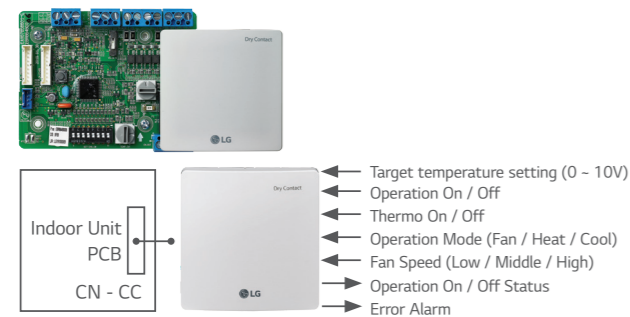 Dry Contact
LG
Target temperature setting (0 ~ 10V)
Operation On / Off
Dry Contact
Thermo On / Off
Indoor Unit
PCB
Operation Mode (Fan / Heat / Cool)
Fan Speed (Low / Middle / High)
CN - CC
LG
Operation On / Off Status
Error Alarm